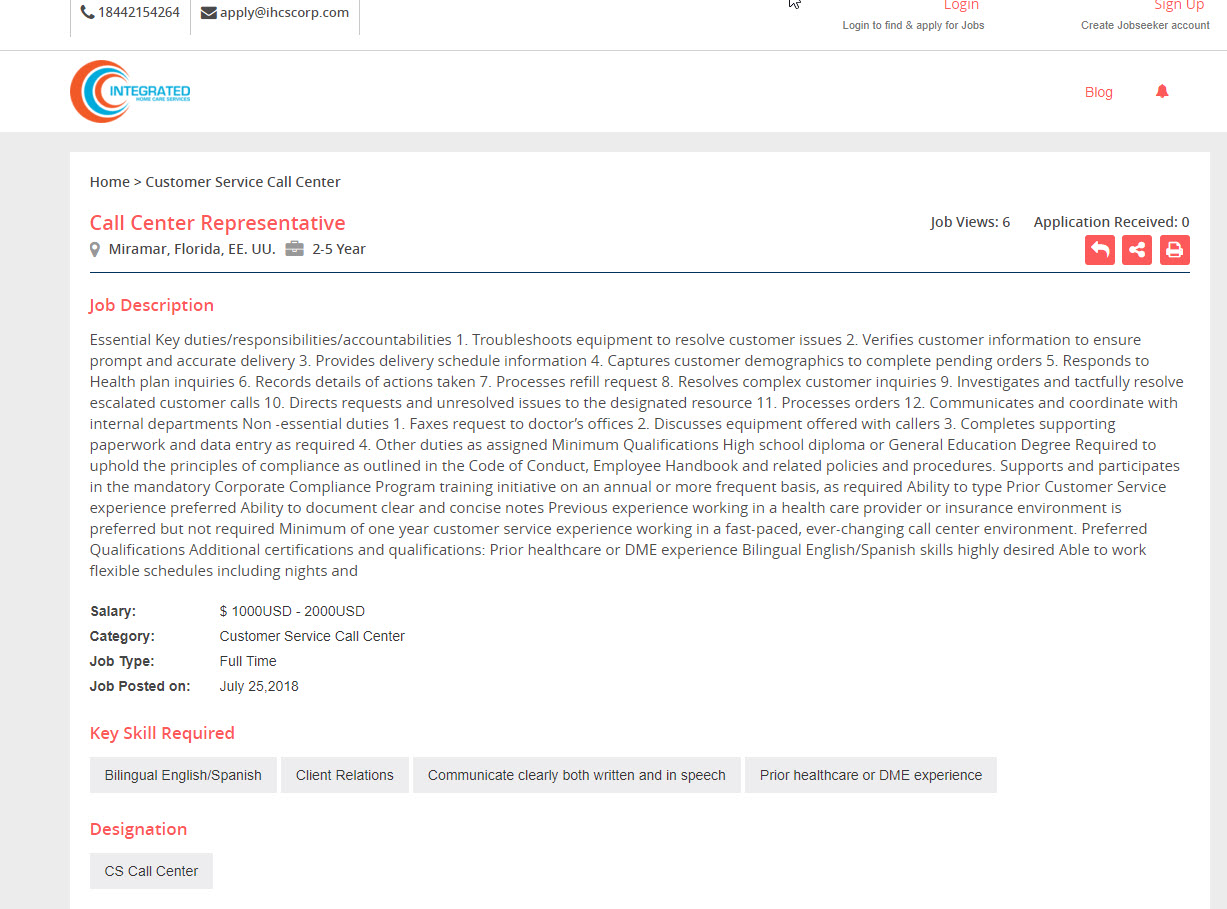 18442154264
apply@ihcscorp.com
Login
Login to find & apply for Jobs
Sign Up
Create Jobseeker account
INTEGRATED
HOME CARE SERVICES
Blog
Home > Customer Service Call Center
Call Center Representative
Job Views: 6 Application Received: 0
Miramar, Florida, EE. UU. 2-5 Year
Job Description
Essential Key duties/responsibilities/accountabilities 1. Troubleshoots equipment to resolve customer issues 2. Verifies customer information to ensure
prompt and accurate delivery 3. Provides delivery schedule information 4. Captures customer demographics to complete pending orders 5. Responds to
Health plan inquiries 6. Records details of actions taken 7. Processes refill request 8. Resolves complex customer inquiries 9. Investigates and tactfully resolve
escalated customer calls 10. Directs requests and unresolved issues to the designated resource 11. Processes orders 12. Communicates and coordinate with
internal departments Non -essential duties 1. Faxes request to doctor’s offices 2. Discusses equipment offered with callers 3. Completes supporting
paperwork and data entry as required 4. Other duties as assigned Minimum Qualifications High school diploma or General Education Degree Required to
uphold the principles of compliance as outlined in the Code of Conduct, Employee Handbook and related policies and procedures. Supports and participates
in the mandatory Corporate Compliance Program training initiative on an annual or more frequent basis, as required Ability to type Prior Customer Service
experience preferred Ability to document clear and concise notes Previous experience working in a health care provider or insurance environment is
preferred but not required Minimum of one year customer service experience working in a fast-paced, ever-changing call center environment. Preferred
Qualifications Additional certifications and qualifications: Prior healthcare or DME experience Bilingual English/Spanish skills highly desired Able to work
flexible schedules including nights and
Salary: $ 1000USD - 2000USD
Category: Customer Service Call Center
Job Type: Full Time
Job Posted on: July 25,2018
Key Skill Required
Bilingual English/Spanish Client Relations Communicate clearly both written and in speech Prior healthcare or DME experience
Designation
CS Call Center